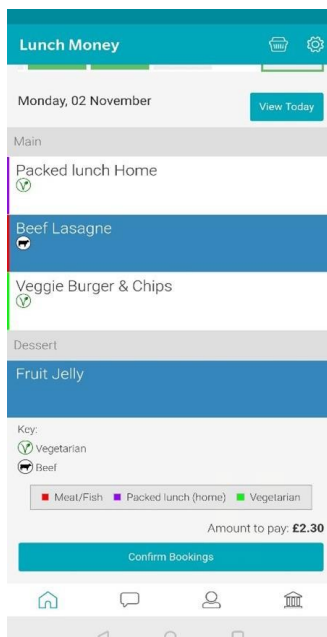 Lunch Money
Monday, 02 November
View Today
Main
Packed lunch Home
Beef Lasagne
Veggie Burger & Chips
Dessert
Fruit Jelly
Key:
Vegetarian
Beef
Meat/Fish Packed lunch (home) Vegetarian
Amount to pay: £2.30
Confirm Bookings